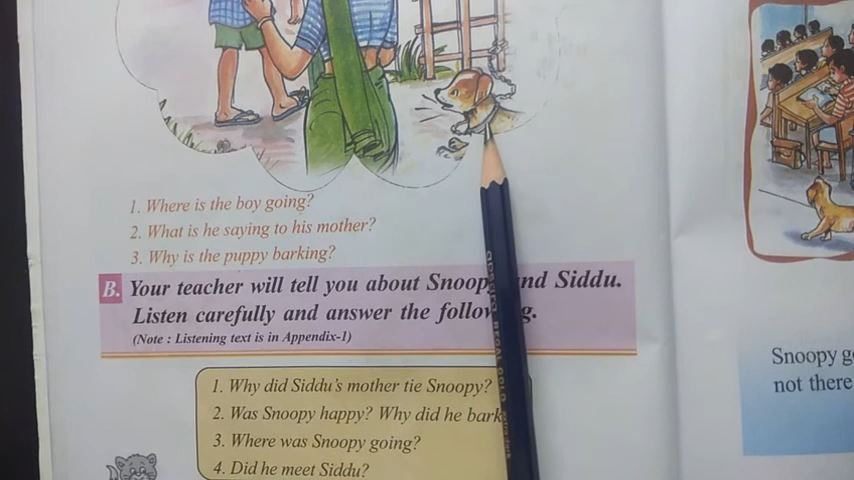 1. Where is the boy going?
2. What is he saying to his mother?
3. Why is the puppy barking?
B. Your teacher will tell you about Snoopy and Siddu.
Listen carefully and answer the following.
(Note : Listening text is in Appendix-1)
1. Why did Siddu's mother tie Snoopy?
2. Was Snoopy happy? Why did he bark
3. Where was Snoopy going?
4. Did he meet Siddu?
Snoopy
not there